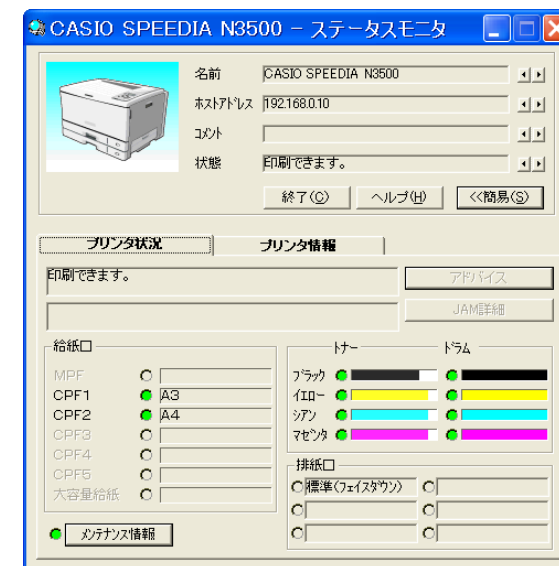 CASIO SPEEDIA N3500 － ステータスモニタ
名前 CASIO SPEEDIA N3500
ホストアドレス 192.168.0.10
コメント
状態 印刷できます。
終了(C) ヘルプ(H) <<簡易(S)
プリンタ状況 プリンタ情報
印刷できます。 アドバイス
JAM詳細
給紙口
MPF
CPF1 A3
CPF2 A4
CPF3
CPF4
CPF5
大容量給紙
メンテナンス情報
トナー ドラム
ブラック
イエロー
シアン
マゼンタ
排紙口
標準(フェイスダウン)